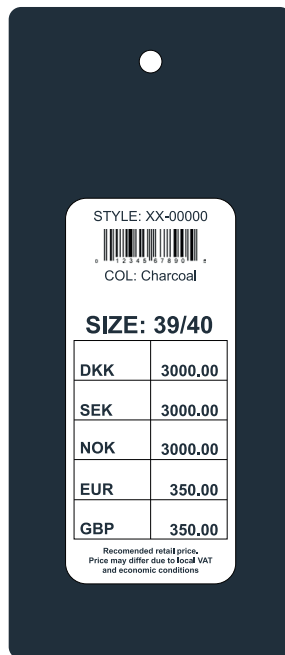 STYLE: XX-00000
0 12345 67890 5
COL: Charcoal
SIZE: 39/40
DKK 3000.00
SEK 3000.00
NOK 3000.00
EUR 350.00
GBP 350.00
Recomended retail price.
Price may differ due to local VAT
and economic conditions